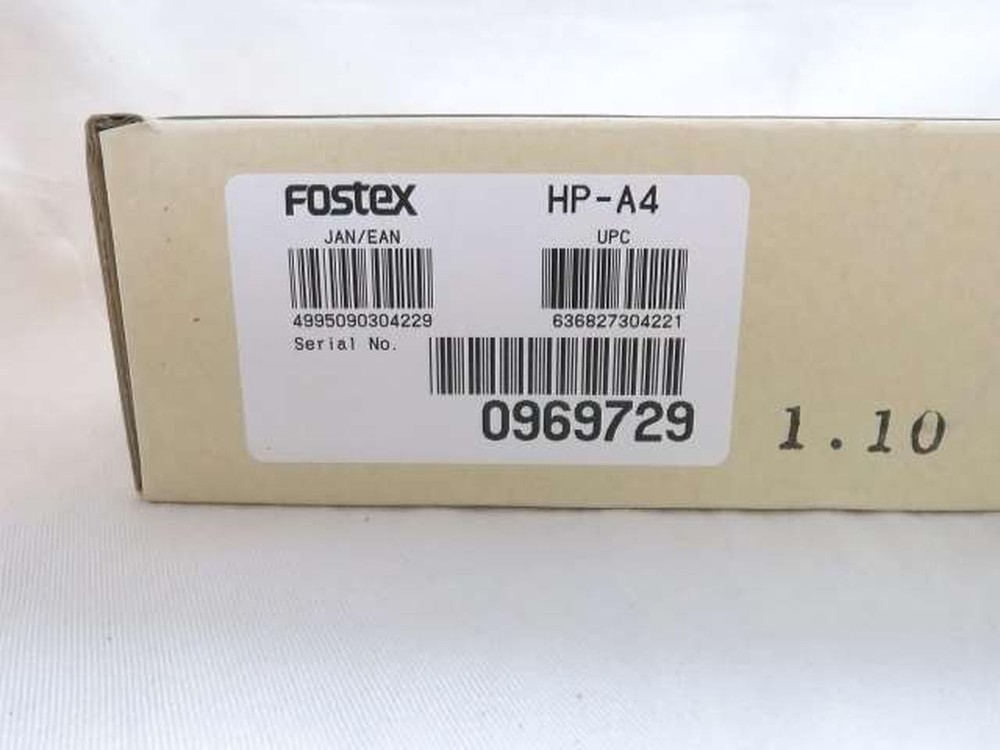 FOSTEX HP-A4
JAN/EAN UPC
4995090304229 636827304221
Serial No.
0969729
1.10